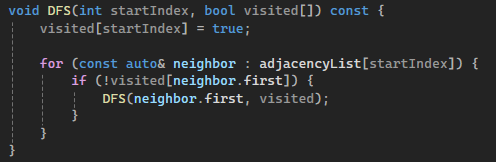 void DFS(int startIndex, bool visited[]) const {
    visited[startIndex] = true;
    for (const auto& neighbor : adjacencyList[startIndex]) {
        if (!visited[neighbor.first]) {
            DFS(neighbor.first, visited);
        }
    }
}